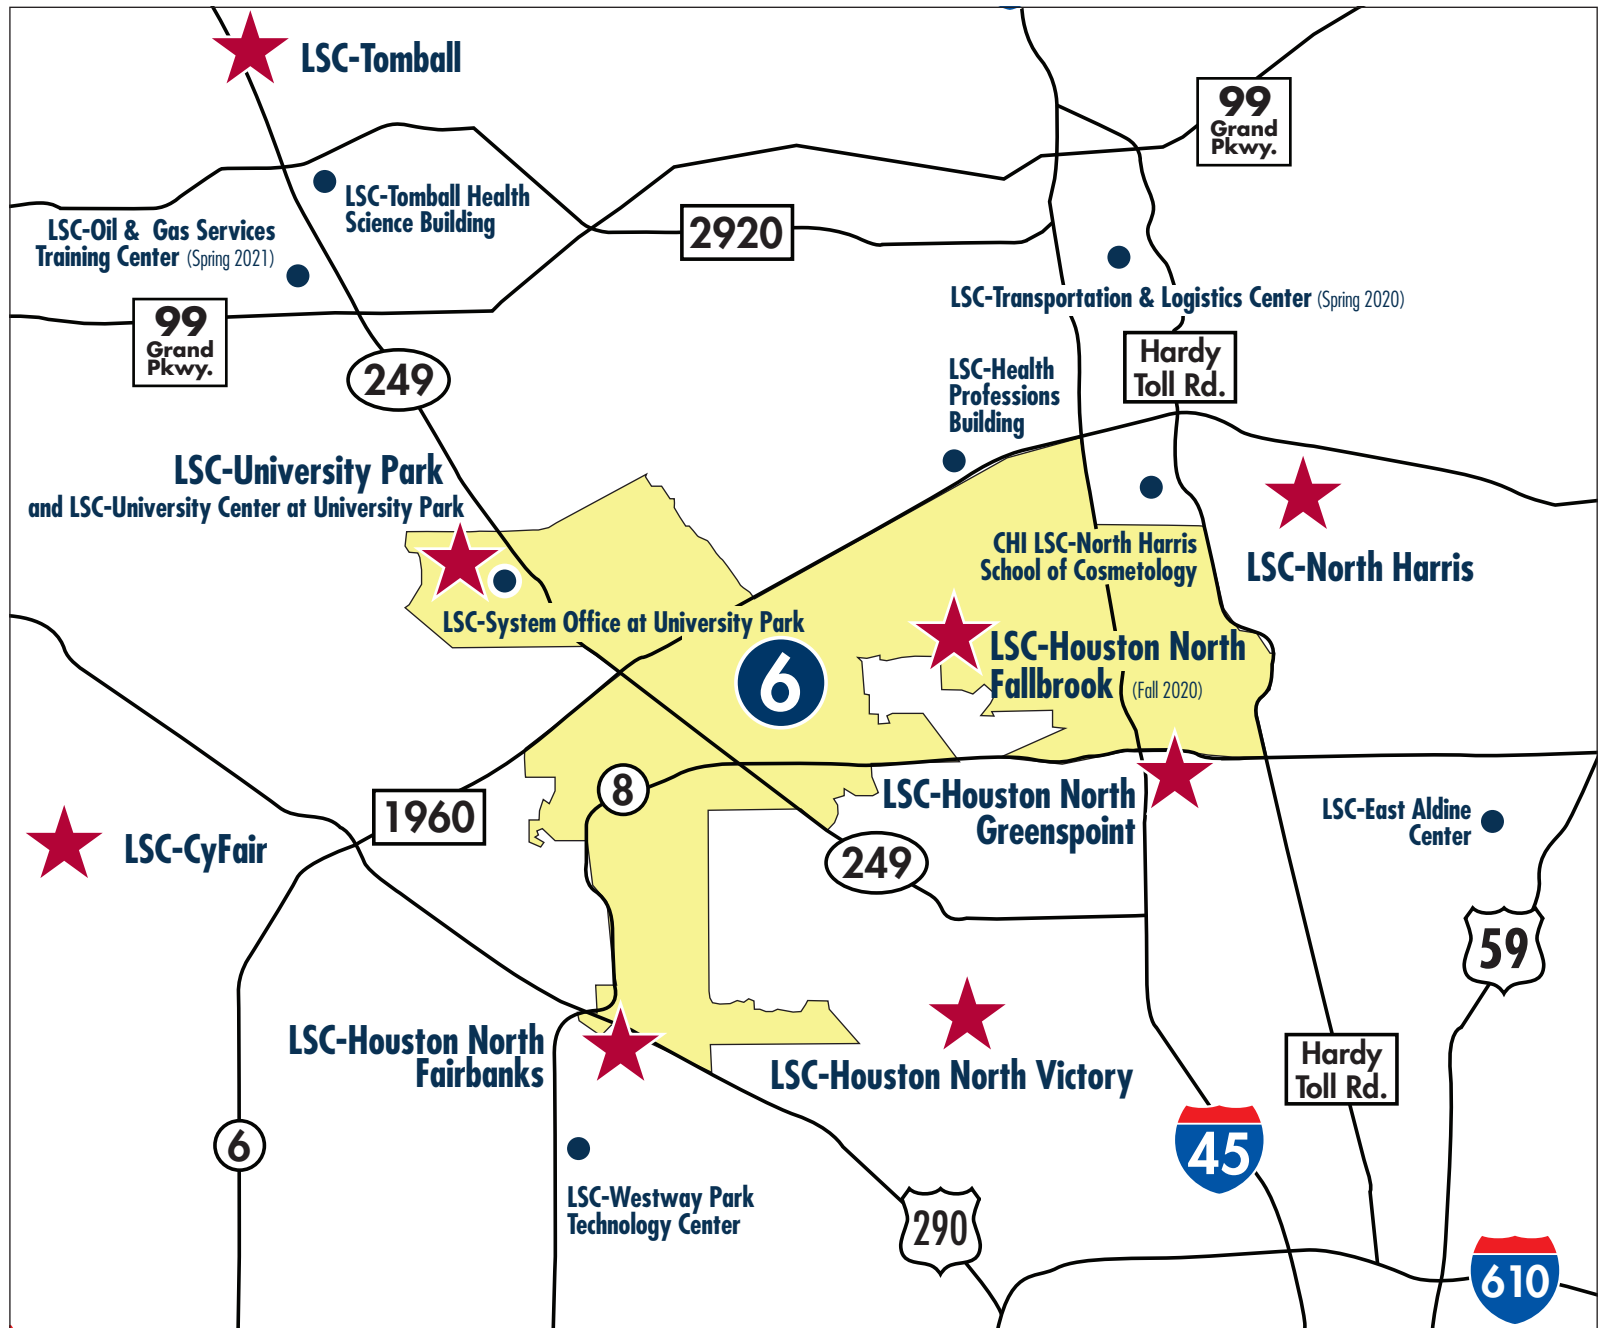 LSC-Tomball
99
Grand
Pkwy.
LSC-Tomball Health
Science Building
LSC-Oil & Gas Services
Training Center (Spring 2021)
2920
LSC-Transportation & Logistics Center (Spring 2020)
99
Grand
Pkwy.
Hardy
Toll Rd.
249
LSC-Health
Professions
Building
LSC-University Park
and LSC-University Center at University Park
CHI LSC-North Harris
School of Cosmetology
LSC-North Harris
LSC-System Office at University Park
6
LSC-Houston North
Fallbrook (Fall 2020)
8
1960
LSC-Houston North
Greenspoint
LSC-East Aldine
Center
LSC-CyFair
249
59
LSC-Houston North
Fairbanks
LSC-Houston North Victory
Hardy
Toll Rd.
6
45
LSC-Westway Park
Technology Center
290
610